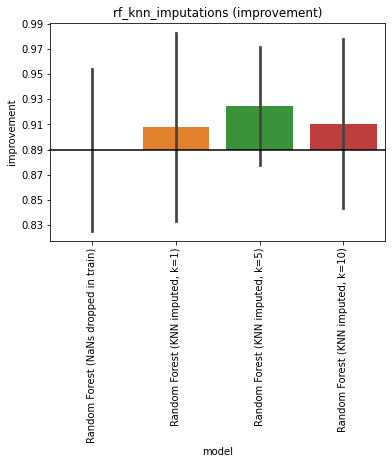 rf_knn_imputations (improvement)
0.99
0.97
0.95
0.93
0.91
0.89
0.87
0.85
0.83
improvement
Random Forest (NaNs dropped in train)
Random Forest (KNN imputed, k=1)
Random Forest (KNN imputed, k=5)
Random Forest (KNN imputed, k=10)
model